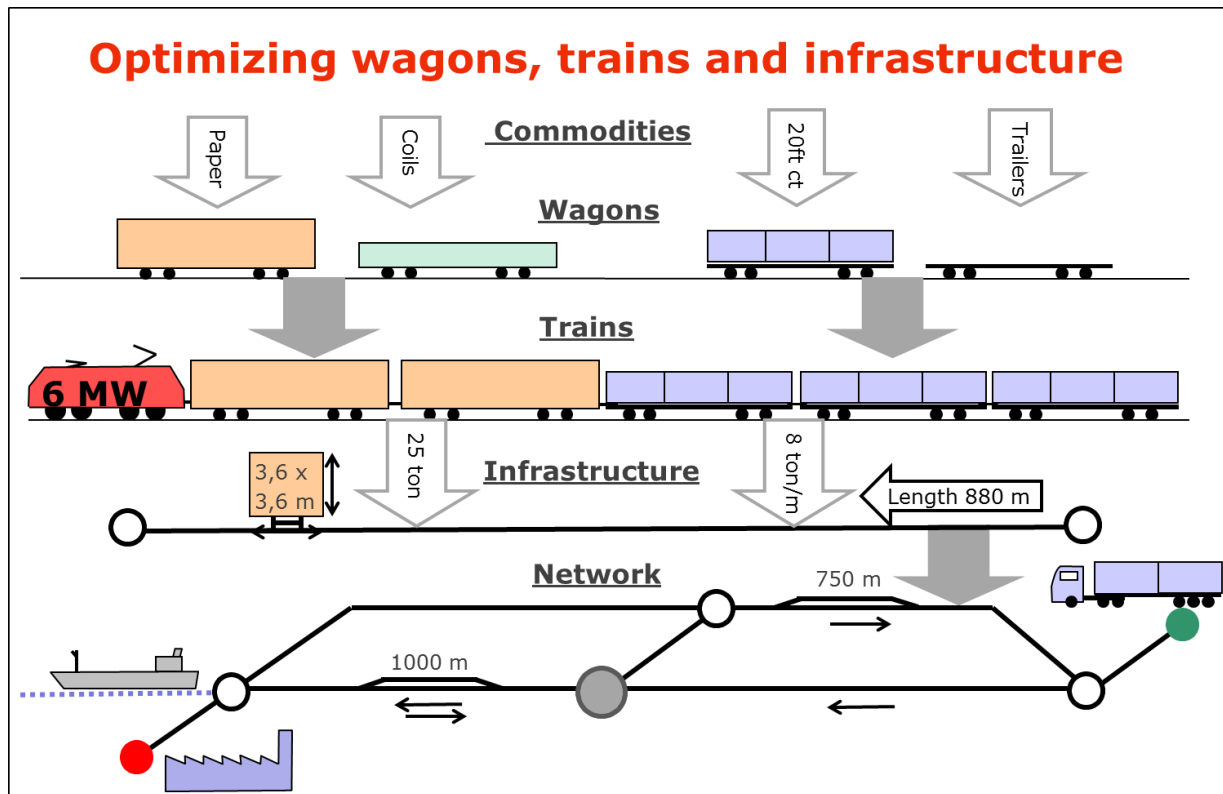 Optimizing wagons, trains and infrastructure
Commodities
Paper
Coils
20ft ct
Trailers
Wagons
Trains
6 MW
25 ton
8 ton/m
Infrastructure
3,6 x
3,6 m
Length 880 m
Network
750 m
1000 m